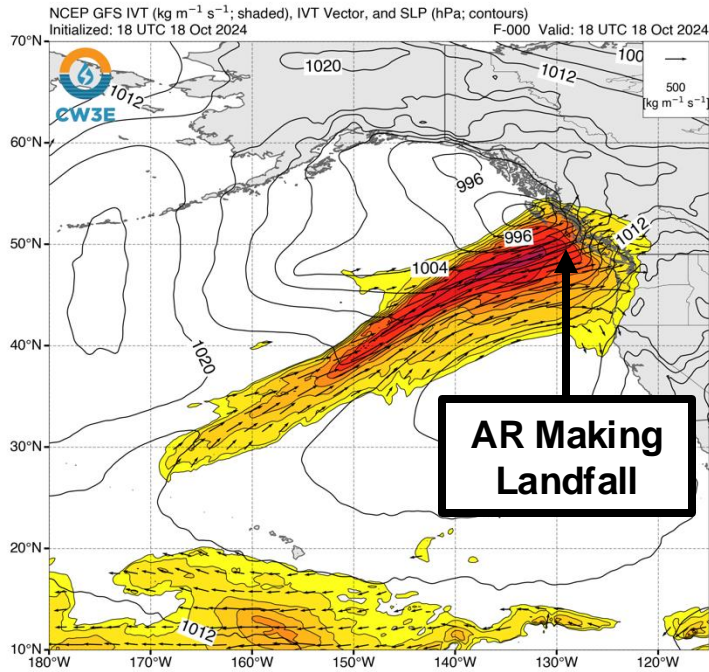 NCEP GFS IVT (kg m⁻¹ s⁻¹; shaded), IVT Vector, and SLP (hPa; contours)
Initialized: 18 UTC 18 Oct 2024
F-000 Valid: 18 UTC 18 Oct 2024
70°N
60°N
50°N
40°N
30°N
20°N
10°N
CW3E
1012
1020
1012
100
500
[kg m⁻¹ s⁻¹]
996
996
1012
1004
1020
AR Making
Landfall
1012
180°W
170°W
160°W
150°W
140°W
130°W
120°W